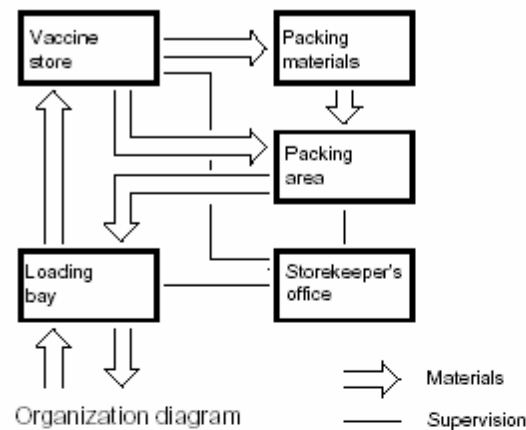 Vaccine
store
Packing
materials
Packing
area
Loading
bay
Storekeeper's
office
Materials
Organization diagram
Supervision